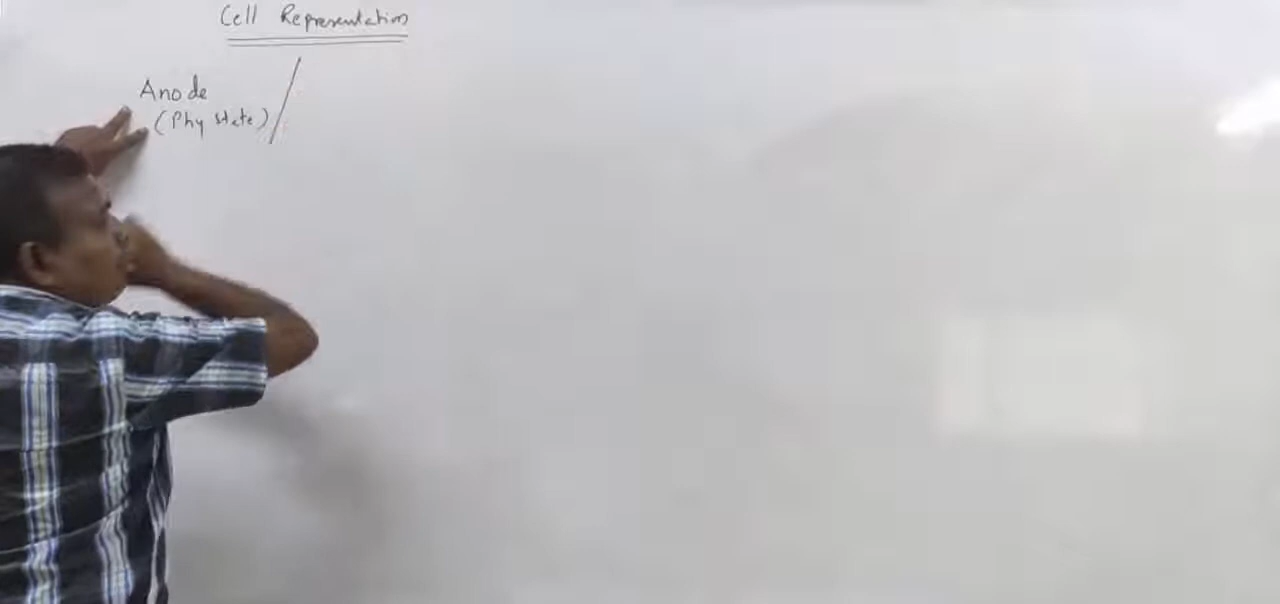 Cell Representation
Anode /
(Phy state)